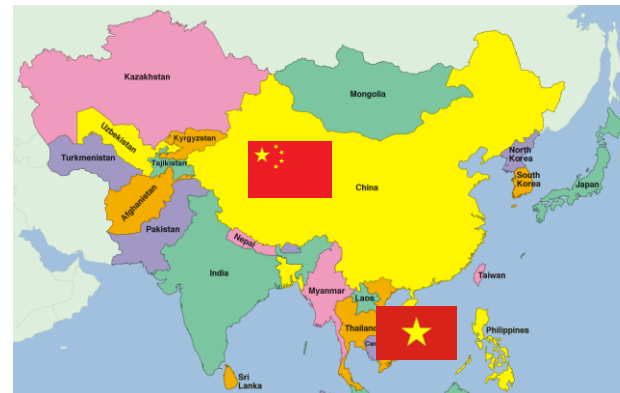 Kazakhstan
Mongolia
Uzbekistan
Kyrgyzstan
Turkmenistan
Tajikistan
North
Korea
South
Korea
Japan
China
Afghanistan
Pakistan
Nepal
India
Myanmar
Laos
Taiwan
Thailand
Philippines
Sri
Lanka